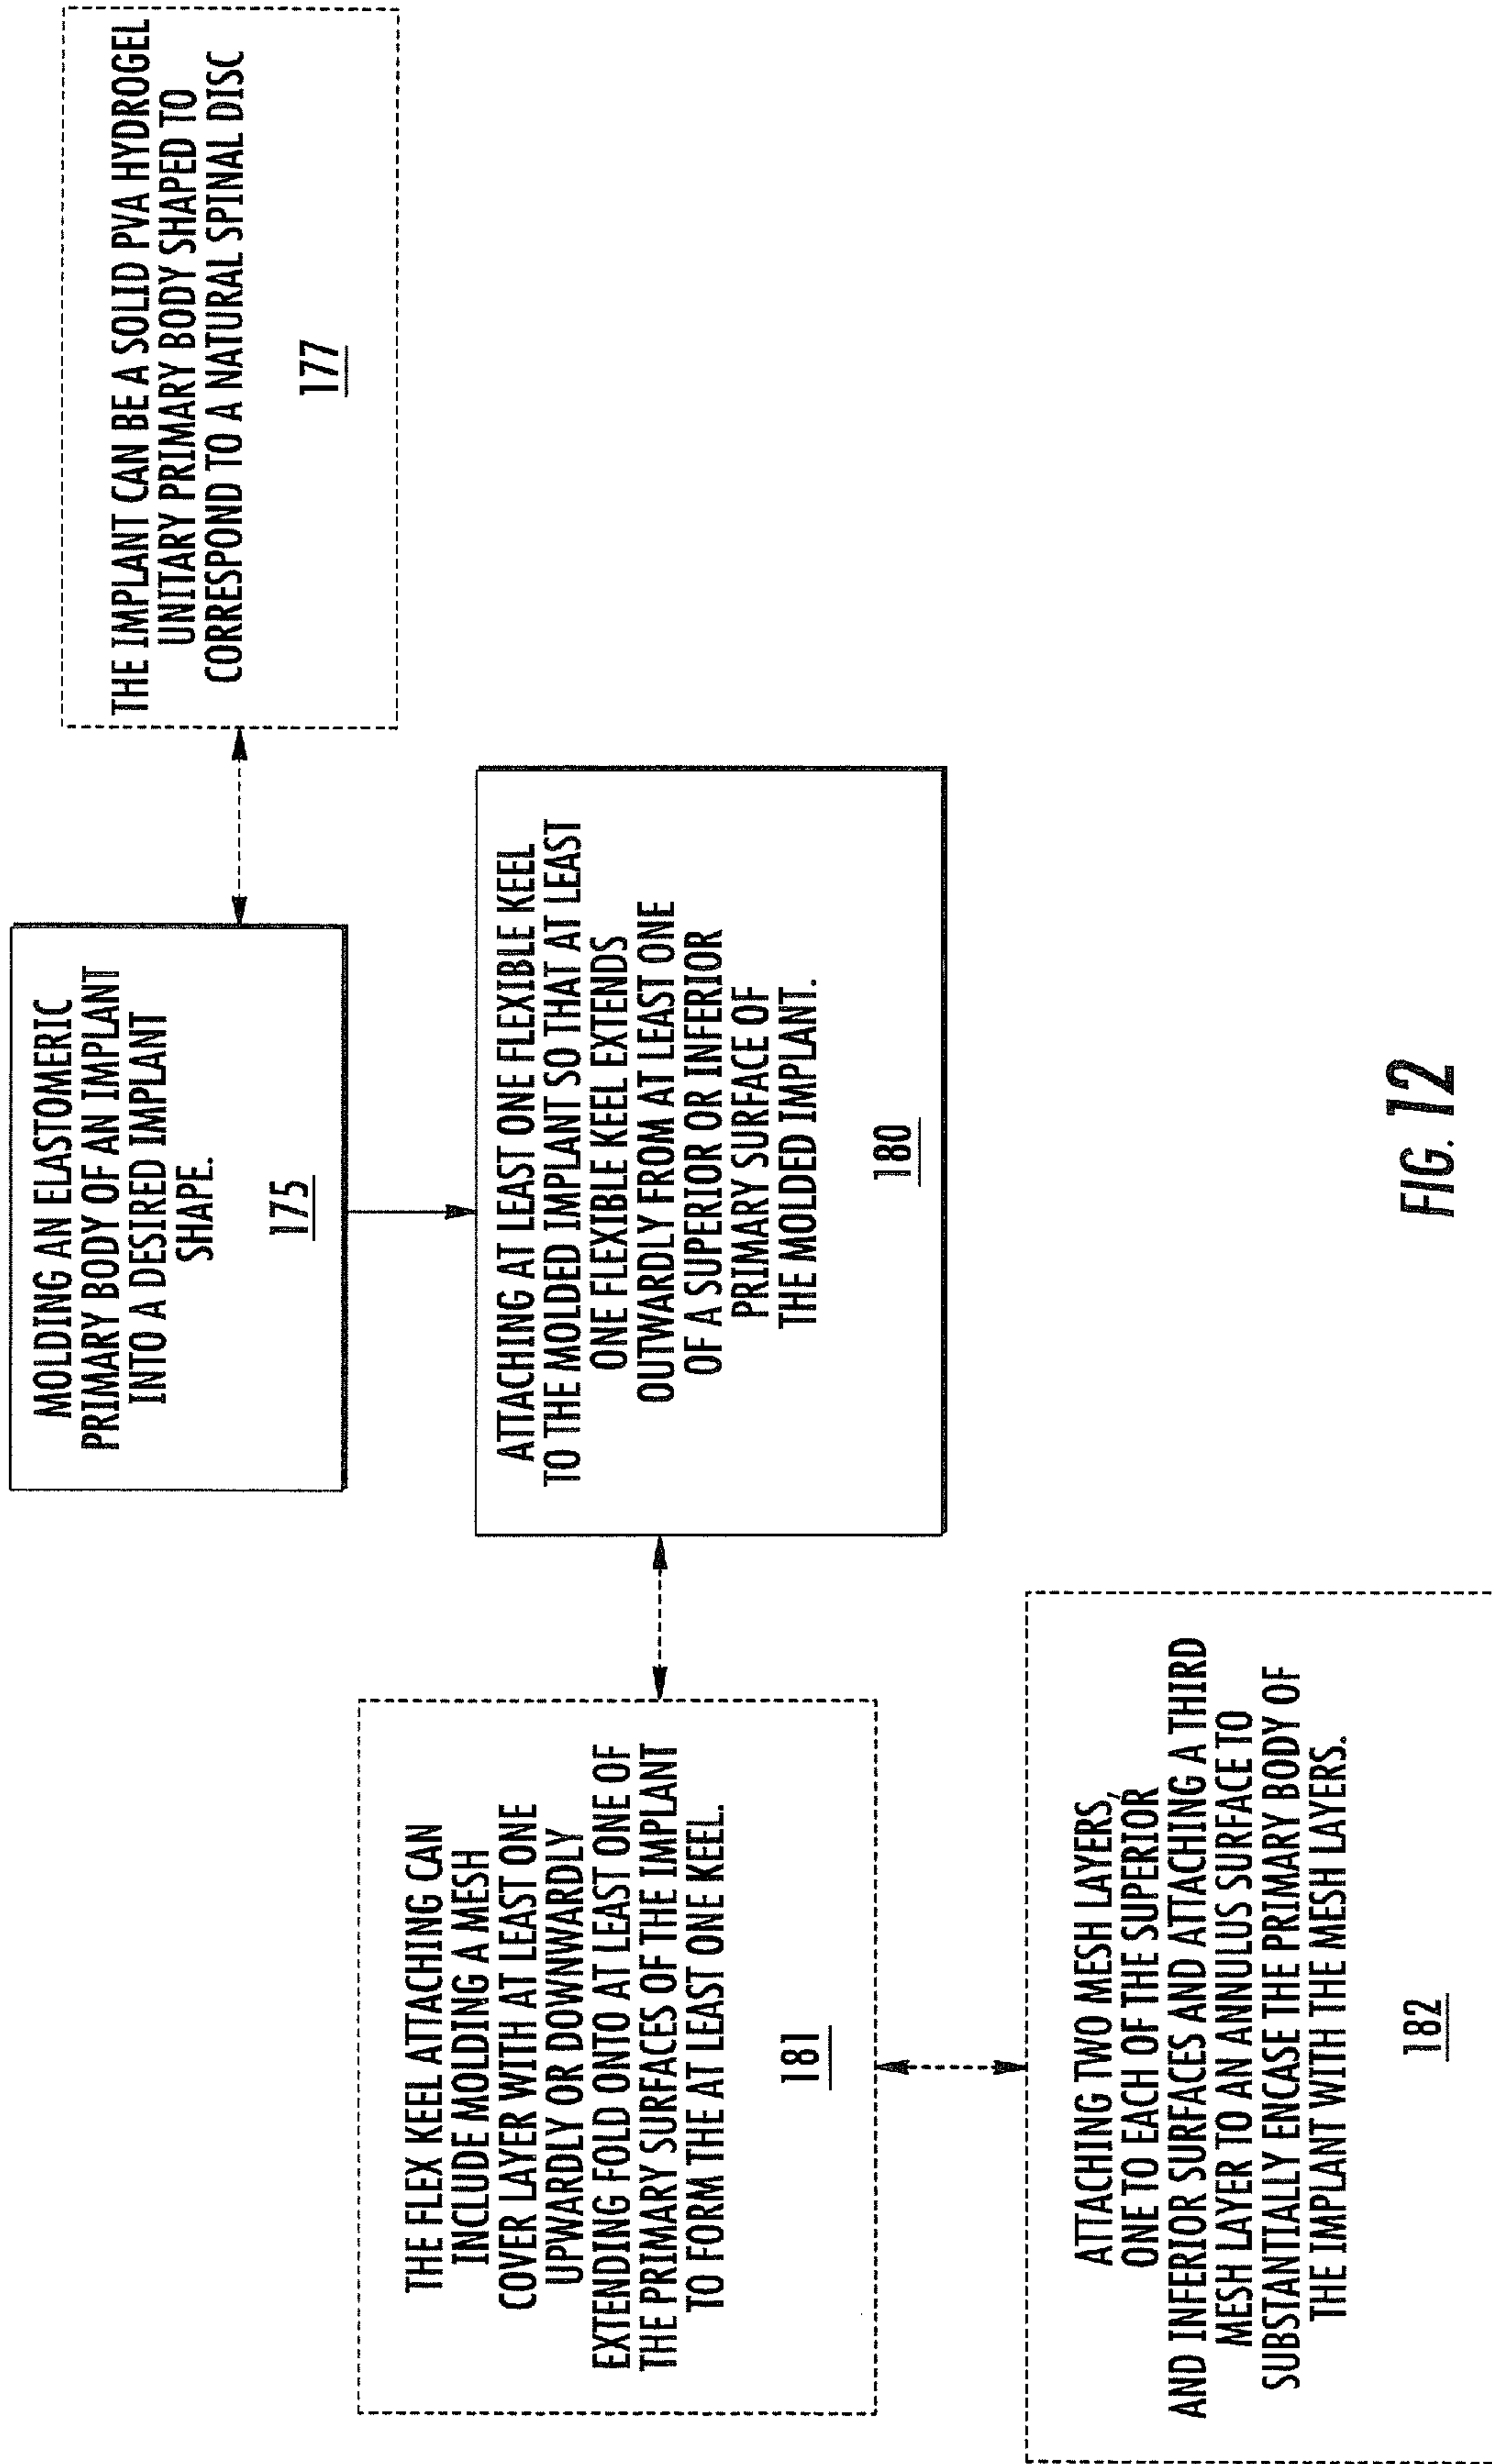 MOLDING AN ELASTOMERIC
PRIMARY BODY OF AN IMPLANT
INTO A DESIRED IMPLANT
SHAPE.
175
THE IMPLANT CAN BE A SOLID PVA HYDROGEL
UNITARY PRIMARY BODY SHAPED TO
CORRESPOND TO A NATURAL SPINAL DISC
177
ATTACHING AT LEAST ONE FLEXIBLE KEEL
TO THE MOLDED IMPLANT SO THAT AT LEAST
ONE FLEXIBLE KEEL EXTENDS
OUTWARDLY FROM AT LEAST ONE
OF A SUPERIOR OR INFERIOR
PRIMARY SURFACE OF
THE MOLDED IMPLANT.
180
THE FLEX KEEL ATTACHING CAN
INCLUDE MOLDING A MESH
COVER LAYER WITH AT LEAST ONE
UPWARDLY OR DOWNWARDLY
EXTENDING FOLD ONTO AT LEAST ONE OF
THE PRIMARY SURFACES OF THE IMPLANT
TO FORM THE AT LEAST ONE KEEL.
181
ATTACHING TWO MESH LAYERS,
ONE TO EACH OF THE SUPERIOR
AND INFERIOR SURFACES AND ATTACHING A THIRD
MESH LAYER TO AN ANNULUS SURFACE TO
SUBSTANTIALLY ENCASE THE PRIMARY BODY OF
THE IMPLANT WITH THE MESH LAYERS.
182
FIG. 12